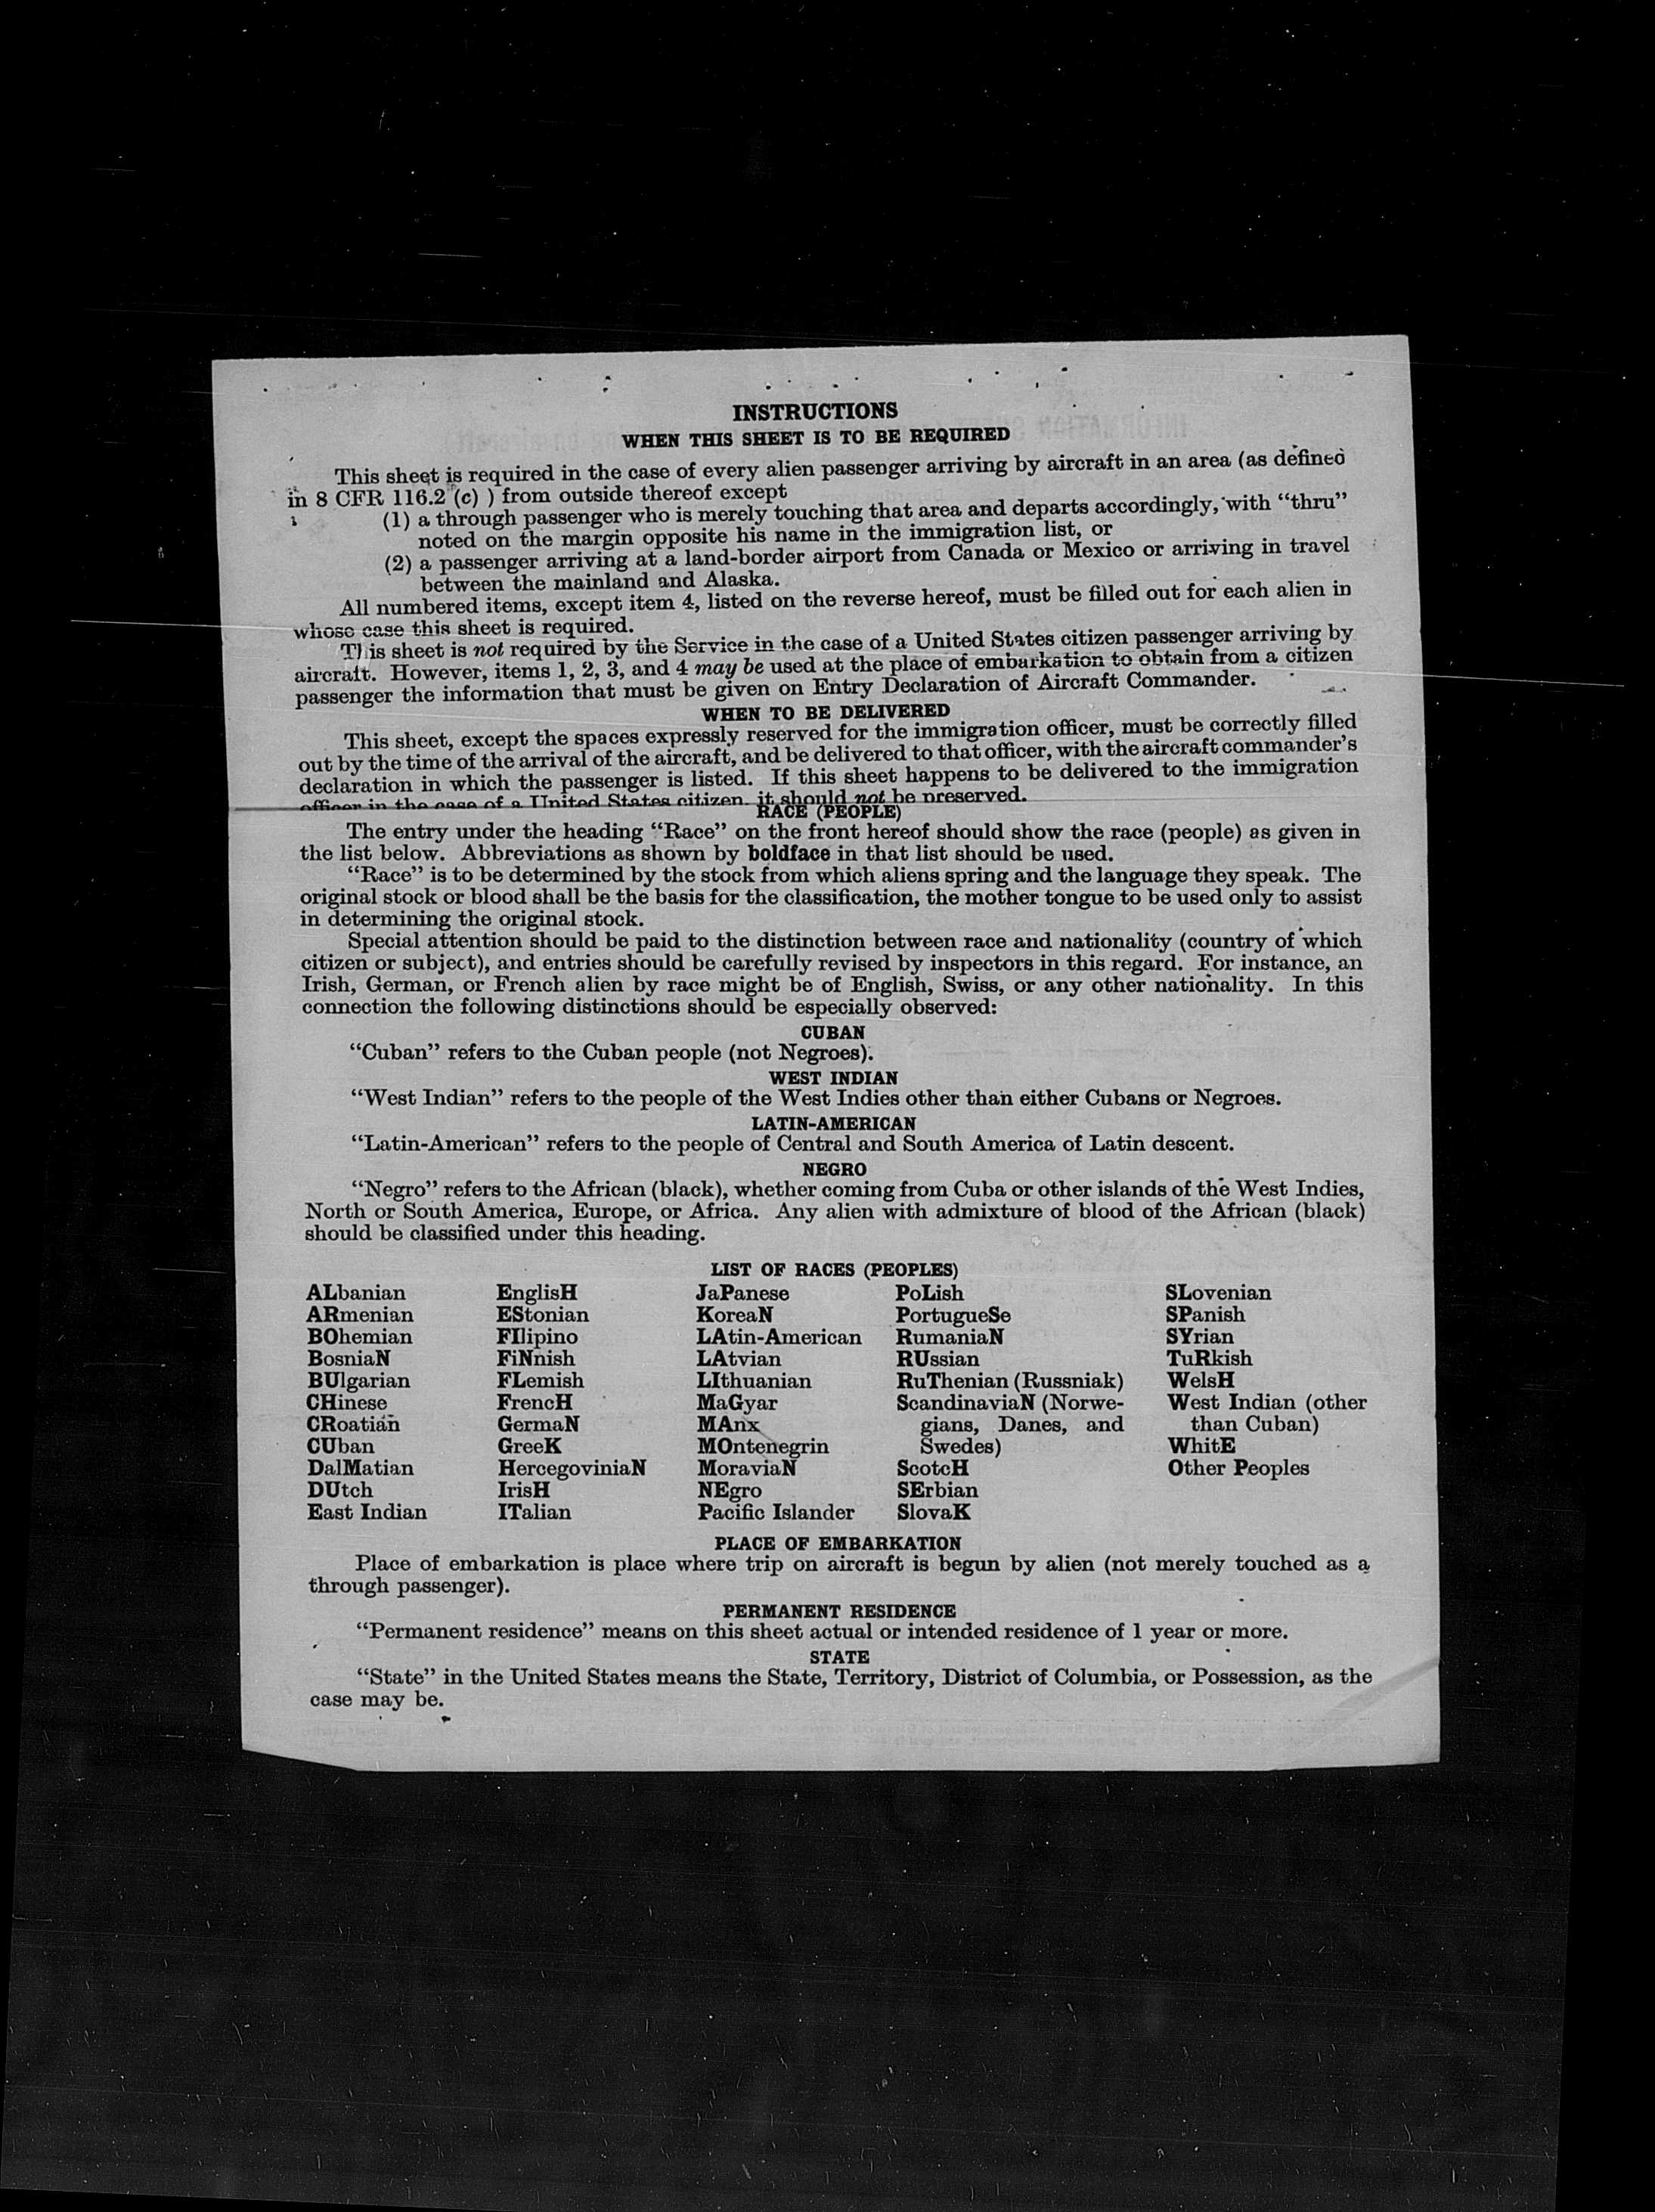 INSTRUCTIONS
WHEN THIS SHEET IS TO BE REQUIRED
This sheet is required in the case of every alien passenger arriving by aircraft in an area (as defined
in 8 CFR 116.2 (c) ) from outside thereof except
(1) a through passenger who is merely touching that area and departs accordingly, with “thru”
noted on the margin opposite his name in the immigration list, or
(2) a passenger arriving at a land-border airport from Canada or Mexico or arriving in travel
between the mainland and Alaska.
All numbered items, except item 4, listed on the reverse hereof, must be filled out for each alien in
whose case this sheet is required.
This sheet is not required by the Service in the case of a United States citizen passenger arriving by
aircraft. However, items 1, 2, 3, and 4 may be used at the place of embarkation to obtain from a citizen
passenger the information that must be given on Entry Declaration of Aircraft Commander.
WHEN TO BE DELIVERED
This sheet, except the spaces expressly reserved for the immigration officer, must be correctly filled
out by the time of the arrival of the aircraft, and be delivered to that officer, with the aircraft commander’s
declaration in which the passenger is listed. If this sheet happens to be delivered to the immigration
officer in the case of a United States citizen, it should not be preserved.
RACE (PEOPLE)
The entry under the heading “Race” on the front hereof should show the race (people) as given in
the list below. Abbreviations as shown by boldface in that list should be used.
“Race” is to be determined by the stock from which aliens spring and the language they speak. The
original stock or blood shall be the basis for the classification, the mother tongue to be used only to assist
in determining the original stock.
Special attention should be paid to the distinction between race and nationality (country of which
citizen or subject), and entries should be carefully revised by inspectors in this regard. For instance, an
Irish, German, or French alien by race might be of English, Swiss, or any other nationality. In this
connection the following distinctions should be especially observed:
CUBAN
“Cuban” refers to the Cuban people (not Negroes).
WEST INDIAN
“West Indian” refers to the people of the West Indies other than either Cubans or Negroes.
LATIN-AMERICAN
“Latin-American” refers to the people of Central and South America of Latin descent.
NEGRO
“Negro” refers to the African (black), whether coming from Cuba or other islands of the West Indies,
North or South America, Europe, or Africa. Any alien with admixture of blood of the African (black)
should be classified under this heading.
LIST OF RACES (PEOPLES)
ALbanian
ARmenian
BOhemian
BosniaN
BUlgarian
CHinese
CRoatian
CUban
DalMatian
DUtch
East Indian
EnglisH
EStonian
FIlipino
FiNnish
FLemish
FrencH
GermaN
GreeK
HercegoviniaN
IrisH
ITalian
JaPanese
KoreaN
LAtin-American
LAtvian
LIthuanian
MaGyar
MAnx
MOntenegrin
MoraviaN
NEgro
Pacific Islander
PoLish
PortugueSe
RumaniaN
RUssian
RuThenian (Russniak)
ScandinaviaN (Norwe-
gians, Danes, and
Swedes)
ScotcH
SErbian
SlovaK
SLovenian
SPanish
SYrian
TuRkish
WelsH
West Indian (other
than Cuban)
WhitE
Other Peoples
PLACE OF EMBARKATION
Place of embarkation is place where trip on aircraft is begun by alien (not merely touched as a
through passenger).
PERMANENT RESIDENCE
“Permanent residence” means on this sheet actual or intended residence of 1 year or more.
STATE
“State” in the United States means the State, Territory, District of Columbia, or Possession, as the
case may be.